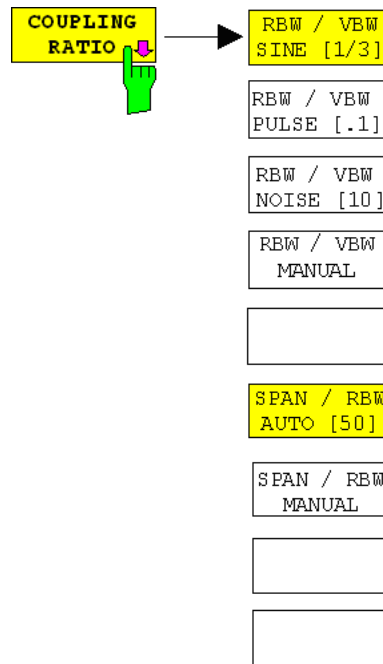 COUPLING
RATIO
RBW / VBW
SINE [1/3]
RBW / VBW
PULSE [.1]
RBW / VBW
NOISE [10]
RBW / VBW
MANUAL
SPAN / RBW
AUTO [50]
SPAN / RBW
MANUAL